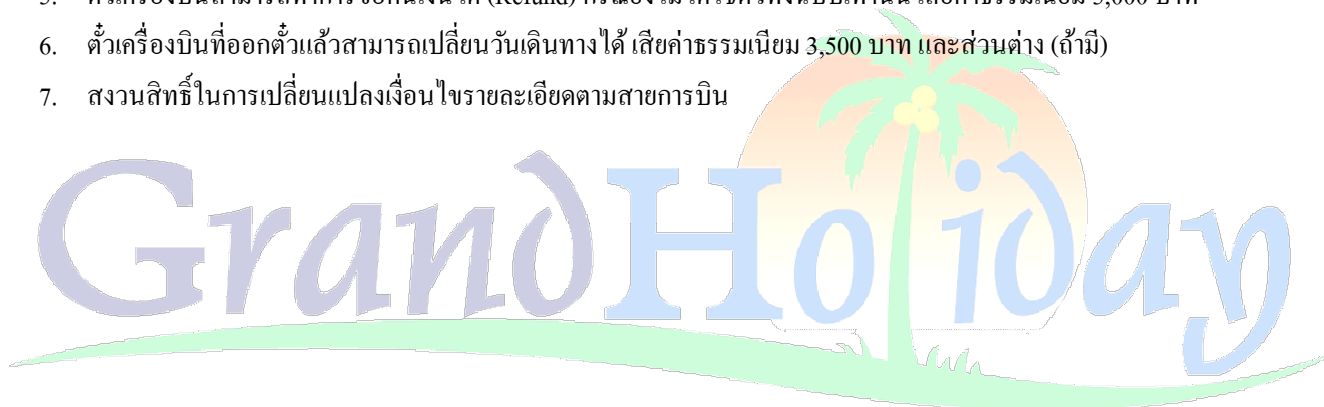 (Refund)
6. ตั๋วเครื่องบินที่ออกตั๋วแล้วสามารถเปลี่ยนวันเดินทางได้ เสียค่าธรรมเนียม 3,500 บาท และส่วนต่าง (ถ้ามี)
7. สงวนสิทธิ์ในการเปลี่ยนแปลงเงื่อนไขรายละเอียดตามสายการบิน
GrandHoliday